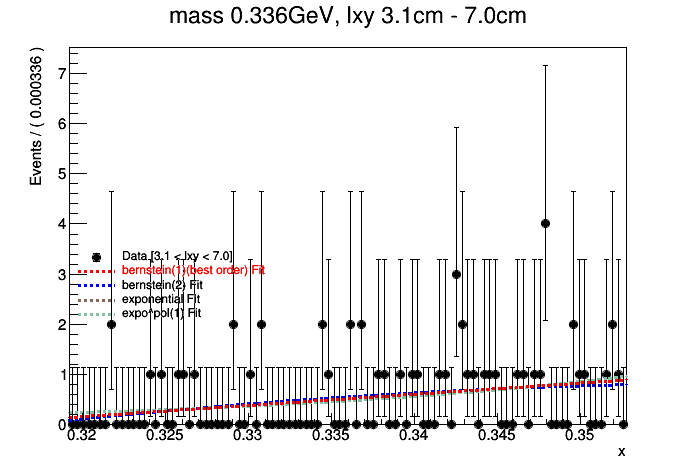 mass 0.336GeV, lxy 3.1cm - 7.0cm
Events / ( 0.000336 )
7
6
5
4
3
2
1
0
Data [3.1 < lxy < 7.0]
bernstein(1)(best order) Fit
bernstein(2) Fit
exponential Fit
expo*pol(1) Fit
0.32 0.325 0.33 0.335 0.34 0.345 0.35
x